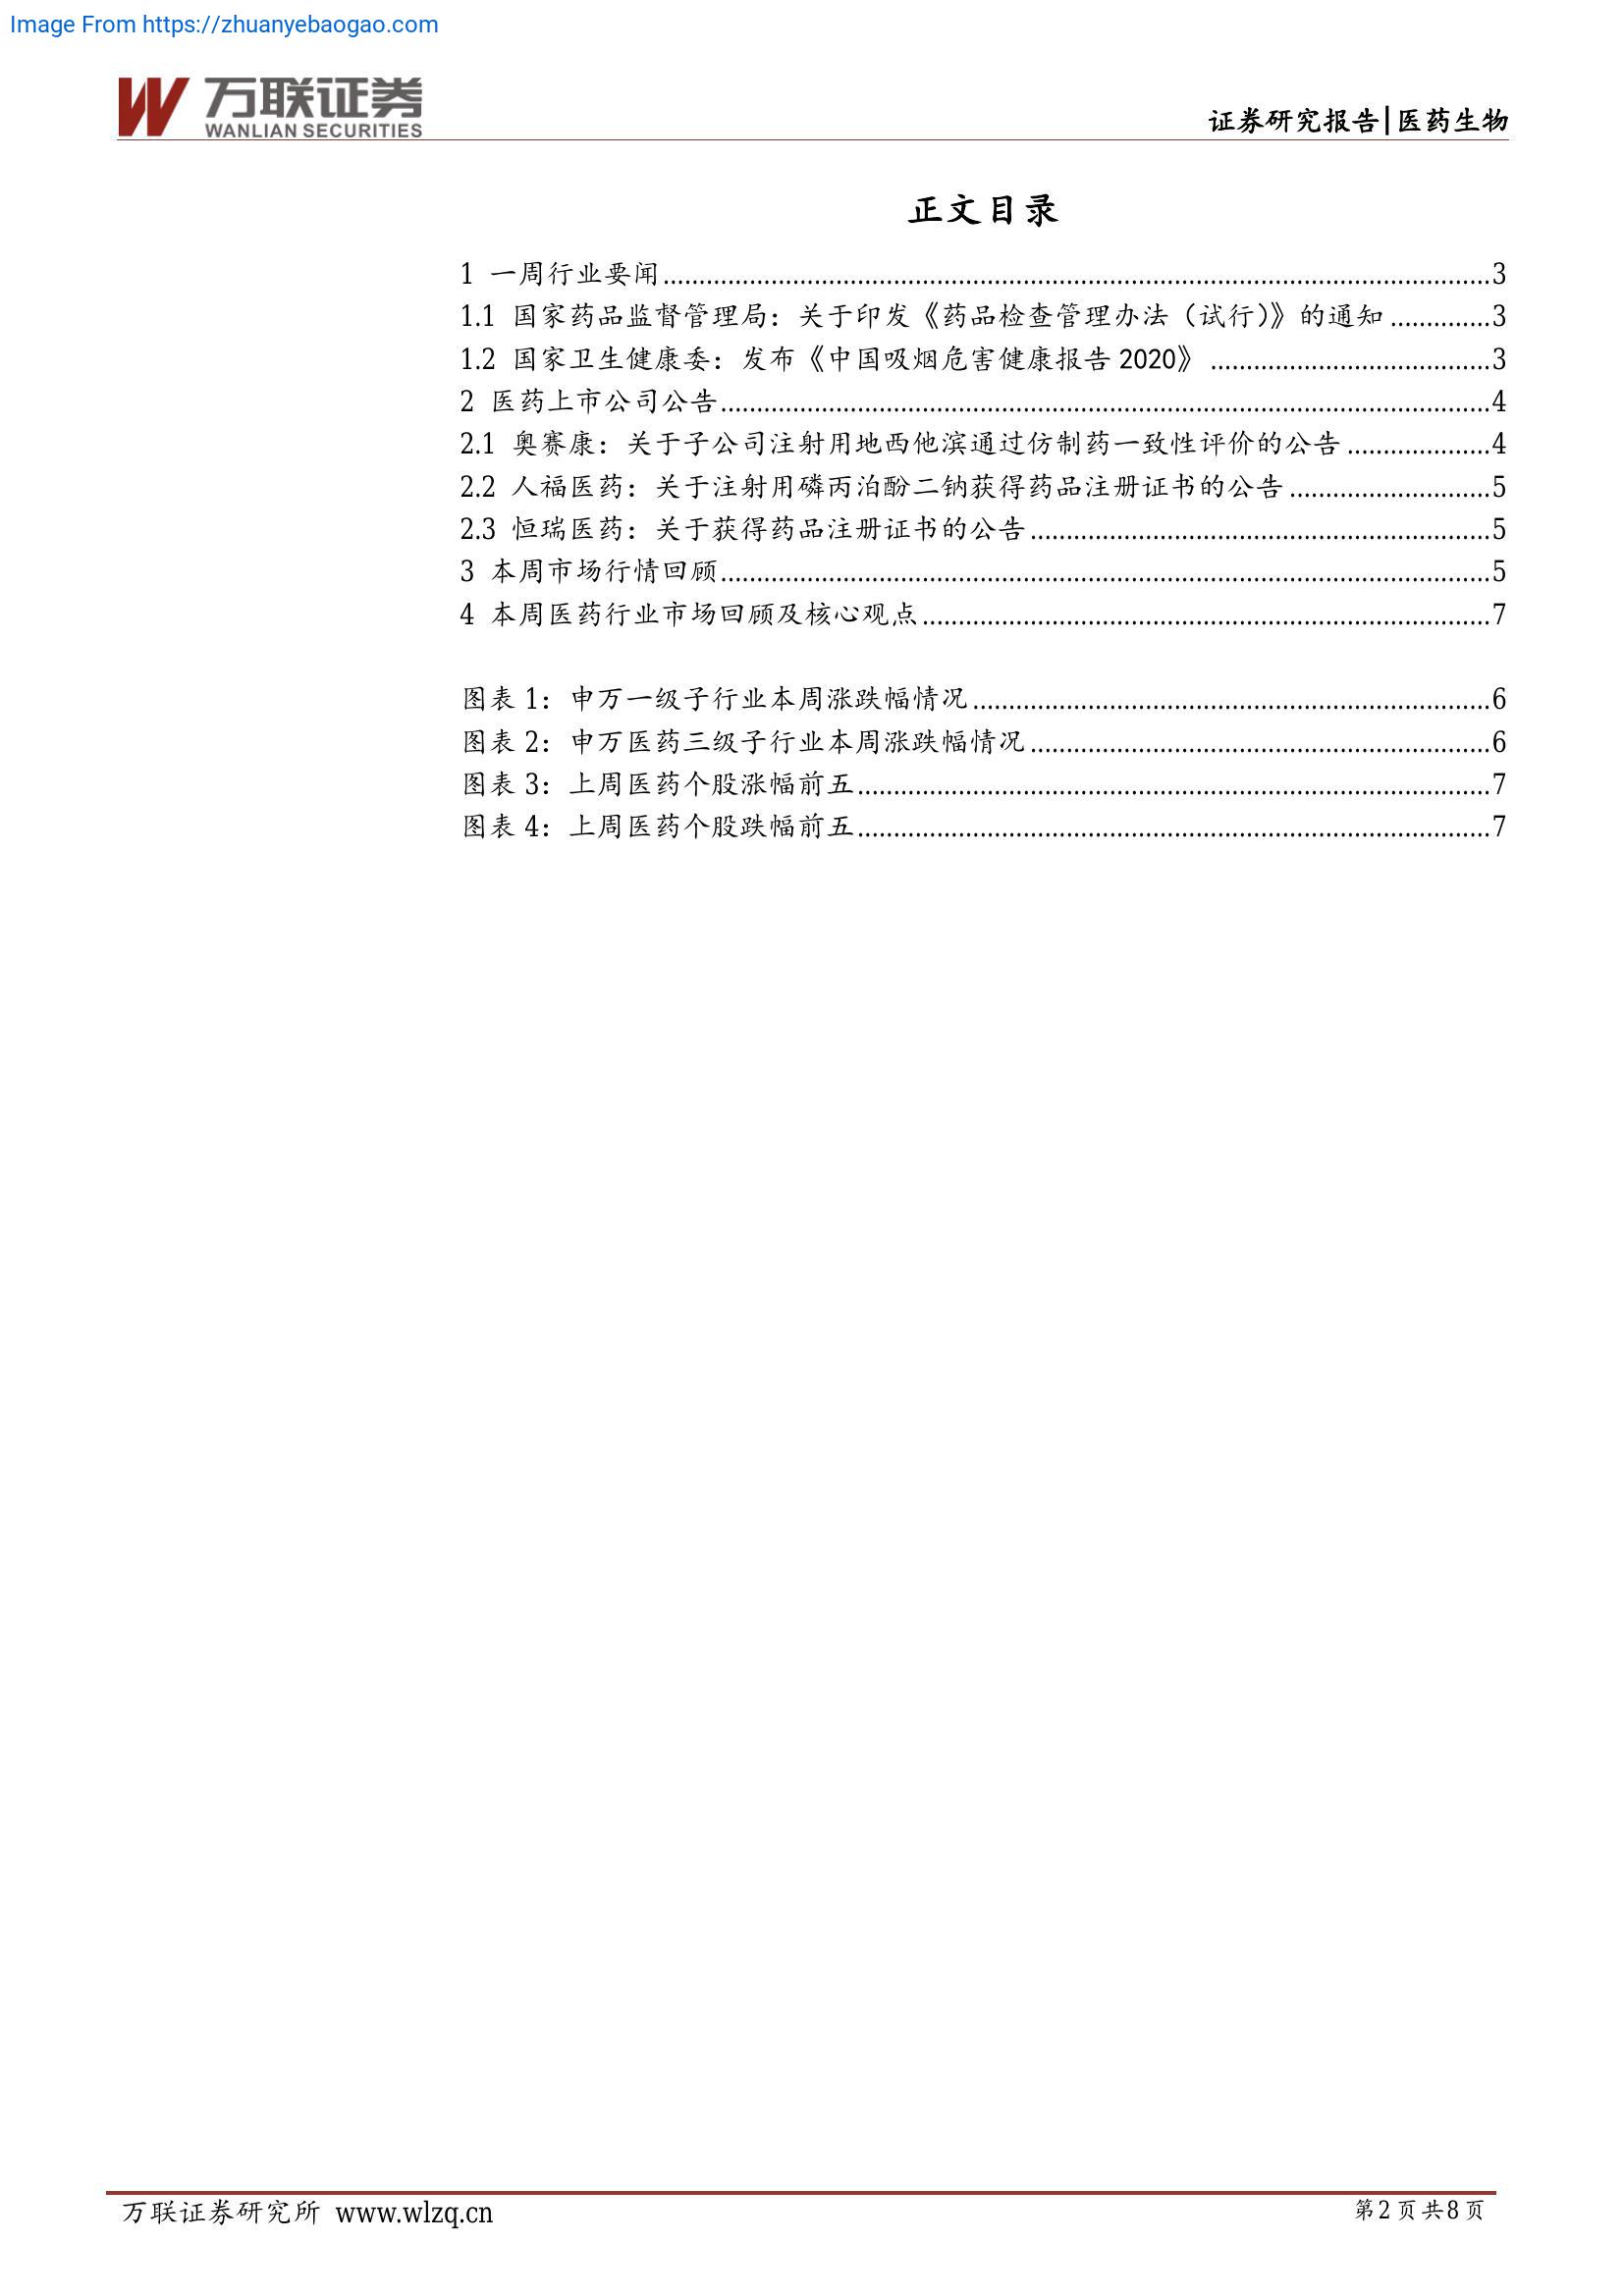 Image From https://zhuanyebaogao.com
万联证券
WANLIAN SECURITIES
证券研究报告|医药生物
正文目录
1 一周行业要闻....................3
1.1 国家药品监督管理局：关于印发《药品检查管理办法（试行）》的通知..............3
1.2 国家卫生健康委：发布《中国吸烟危害健康报告 2020》....................3
2 医药上市公司公告....................4
2.1 奥赛康：关于子公司注射用地西他滨通过仿制药一致性评价的公告....................4
2.2 人福医药：关于注射用磷丙泊酚二钠获得药品注册证书的公告....................5
2.3 恒瑞医药：关于获得药品注册证书的公告....................5
3 本周市场行情回顾....................5
4 本周医药行业市场回顾及核心观点....................7
图表 1：申万一级子行业本周涨跌幅情况....................6
图表 2：申万医药三级子行业本周涨跌幅情况....................6
图表 3：上周医药个股涨幅前五....................7
图表 4：上周医药个股跌幅前五....................7
万联证券研究所 www.wlzq.cn
第 2 页 共 8 页